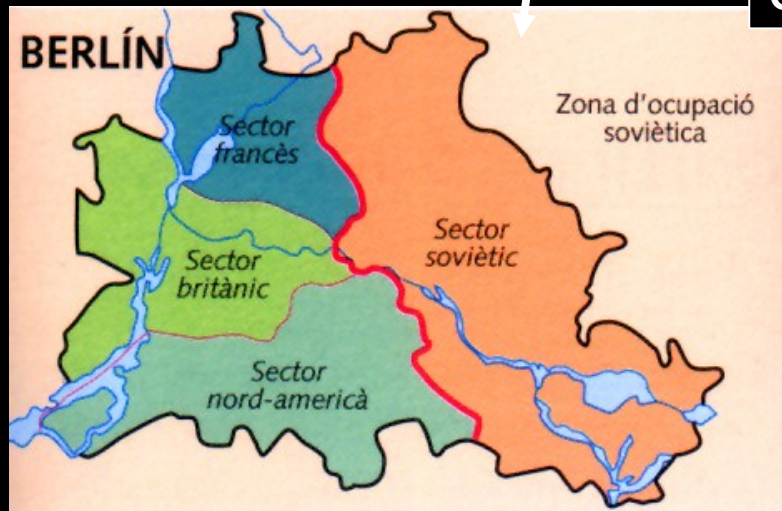 BERLÍN
Zona d'ocupació
soviètica
Sector
francès
Sector
soviètic
Sector
britànic
Sector
nord-americà